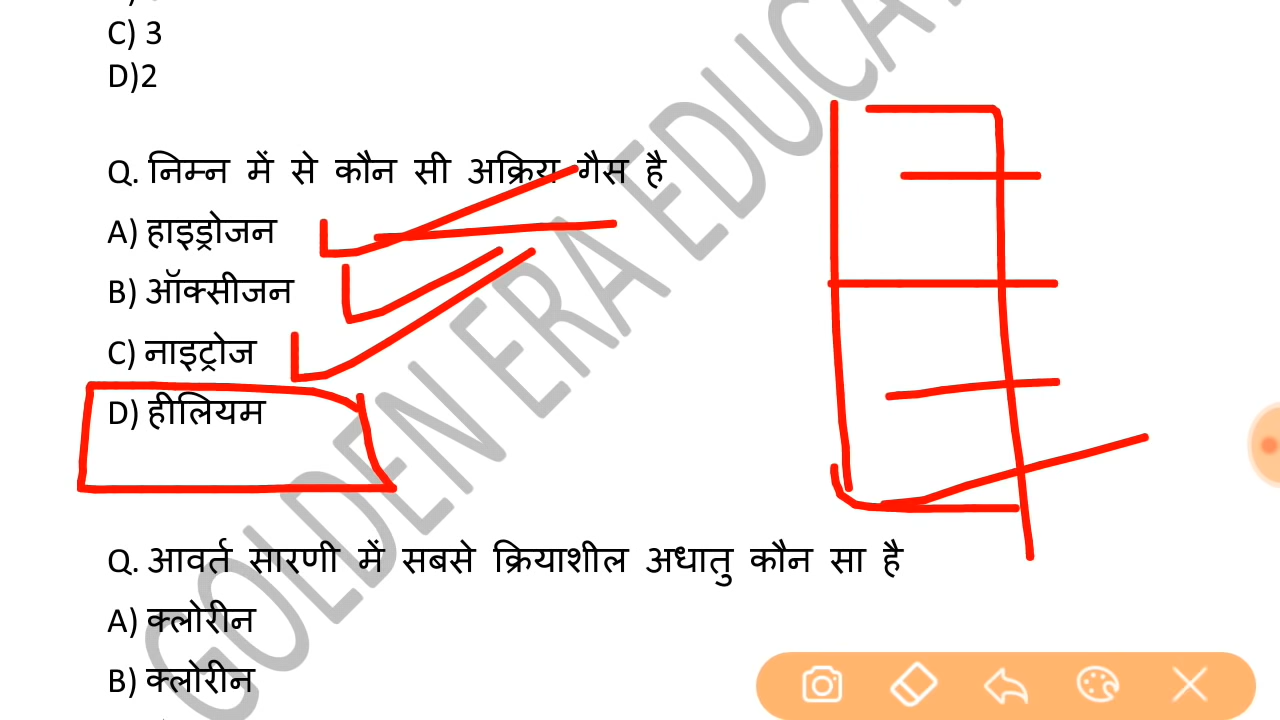 C) 3
D)2
Q. निम्न में से कौन सी अक्रिय गैस है
A) हाइड्रोजन
B) ऑक्सीजन
C) नाइट्रोज
D) हीलियम
Q. आवर्त सारणी में सबसे क्रियाशील अधातु कौन सा है
A) क्लोरीन
B) क्लोरीन
GOLDEN ERA EDUCA